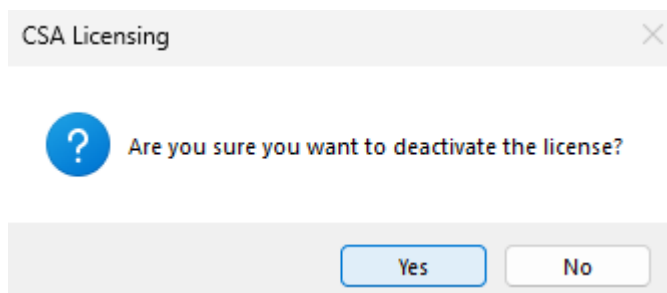 CSA Licensing
Are you sure you want to deactivate the license?
Yes No